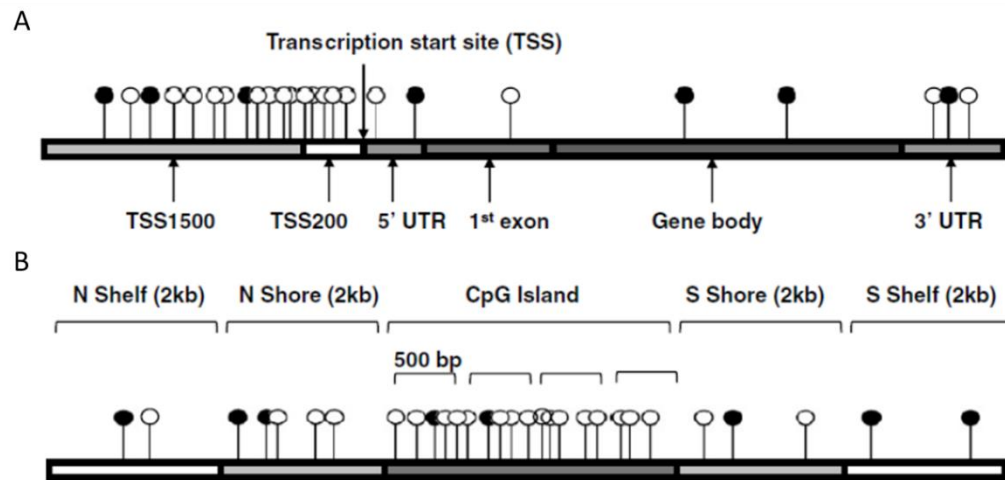 A
Transcription start site (TSS)
TSS1500 TSS200 5' UTR 1st exon Gene body 3' UTR
B
N Shelf (2kb) N Shore (2kb) CpG Island S Shore (2kb) S Shelf (2kb)
500 bp